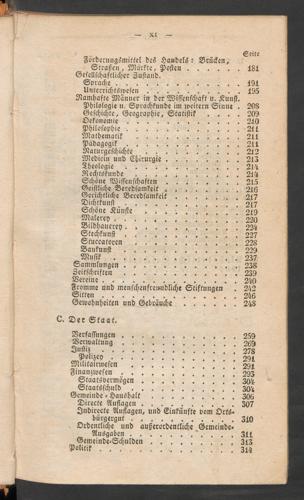 — XI —
Seite
Förderungsmittel des Handels: Brücken,
Straßen, Märkte, Posten . . . . 181
Gesellschaftlicher Zustand.
Sprache . . . . 191
Unterrichtswesen . . . . 195
Namhafte Männer in der Wissenschaft u. Kunst.
Philologie u. Sprachkunde im weitern Sinne . 208
Geschichte, Geographie, Statistik . . . . 209
Oekonomie . . . . 210
Philosophie . . . . 211
Mathematik . . . . 211
Pädagogik . . . . 211
Naturgeschichte . . . . 212
Medicin und Chirurgie . . . . 213
Theologie . . . . 214
Rechtskunde . . . . 214
Schöne Wissenschaften . . . . 215
Geistliche Beredsamkeit . . . . 216
Gerichtliche Beredsamkeit . . . . 217
Dichtkunst . . . . 217
Schöne Künste . . . . 219
Malerey . . . . 220
Bildhauerey . . . . 224
Stechkunst . . . . 227
Stuccatoren . . . . 228
Baukunst . . . . 229
Musik . . . . 237
Sammlungen . . . . 238
Zeitschriften . . . . 239
Vereine . . . . 240
Fromme und menschenfreundliche Stiftungen . 242
Sitten . . . . 246
Gewohnheiten und Gebräuche . . . . 248
C. Der Staat.
Verfassungen . . . . 259
Verwaltung . . . . 269
Justiz . . . . 278
Polizey . . . . 291
Militairwesen . . . . 291
Finanzwesen . . . . 295
Staatsvermögen . . . . 304
Staatsschuld . . . . 304
Gemeinde-Haushalt . . . . 306
Directe Auflagen . . . . 307
Indirecte Auflagen, und Einkünfte vom Orts-
bürgergut . . . . 310
Ordentliche und außerordentliche Gemeinde-
Ausgaben . . . . 311
Gemeinde-Schulden . . . . 313
Politik . . . . 314